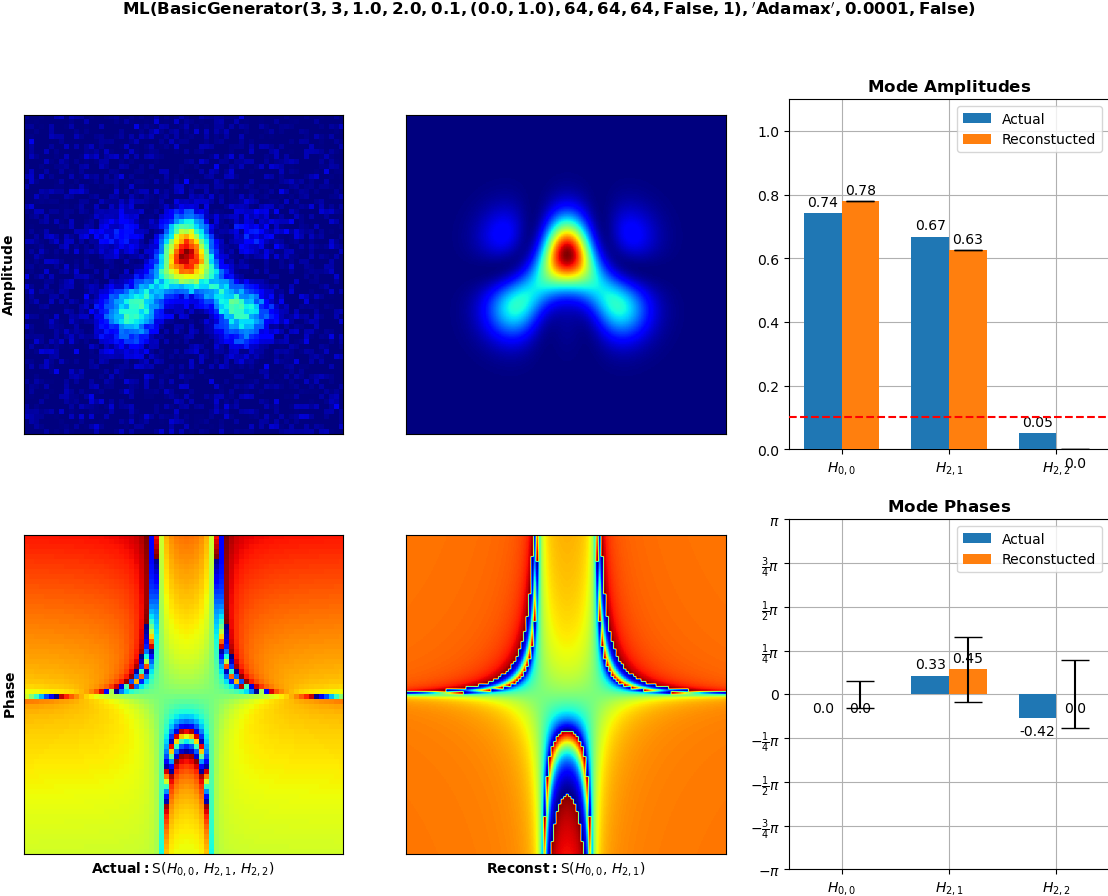 ML(BasicGenerator(3, 3, 1.0, 2.0, 0.1, (0.0, 1.0), 64, 64, 64, False, 1), 'Adamax', 0.0001, False)
Mode Amplitudes
Amplitude
Actual
Reconstucted
1.0
0.8
0.6
0.4
0.2
0.0
0.74
0.78
0.67
0.63
0.05
0.0
H0,0
H2,1
H2,2
Mode Phases
Phase
Actual
Reconstucted
π
3/4π
1/2π
1/4π
0
−1/4π
−1/2π
−3/4π
−π
0.0
0.0
0.33
0.45
-0.42
0.0
H0,0
H2,1
H2,2
Actual: S(H0,0, H2,1, H2,2)
Reconst: S(H0,0, H2,1)